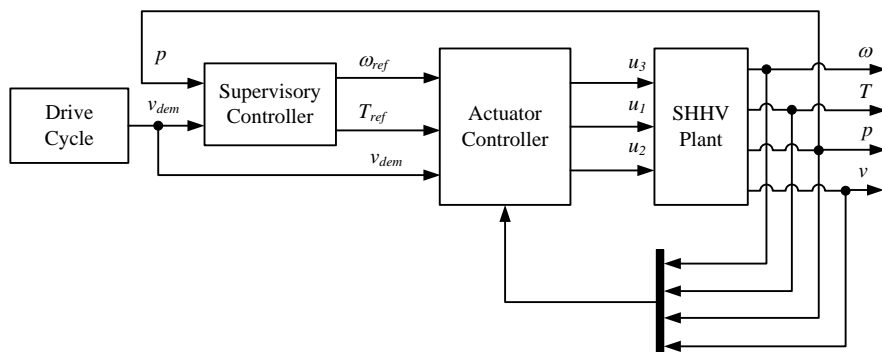 p
ω_ref
u_3
ω
Supervisory
Controller
T
Drive
Cycle
v_dem
T_ref
Actuator
Controller
u_1
SHHV
Plant
p
v_dem
u_2
v